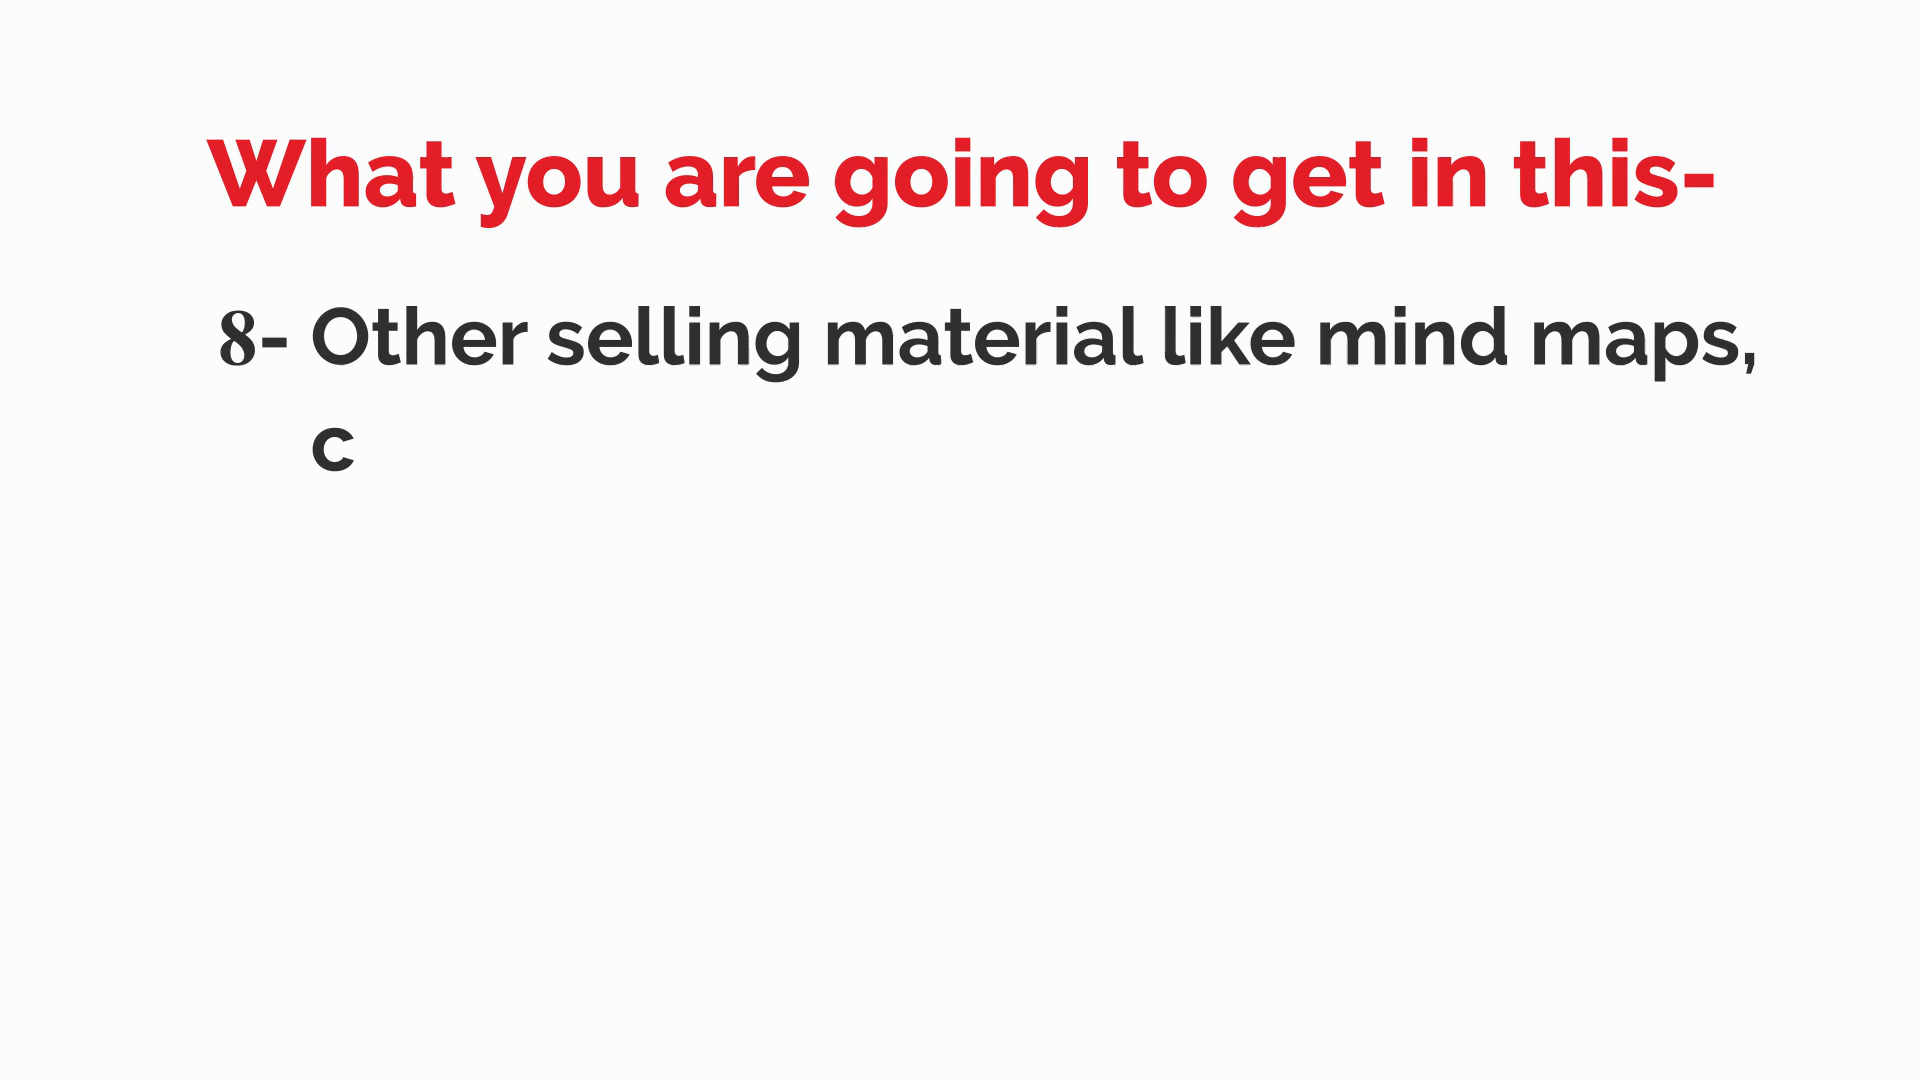 What you are going to get in this-
8- Other selling material like mind maps,
c